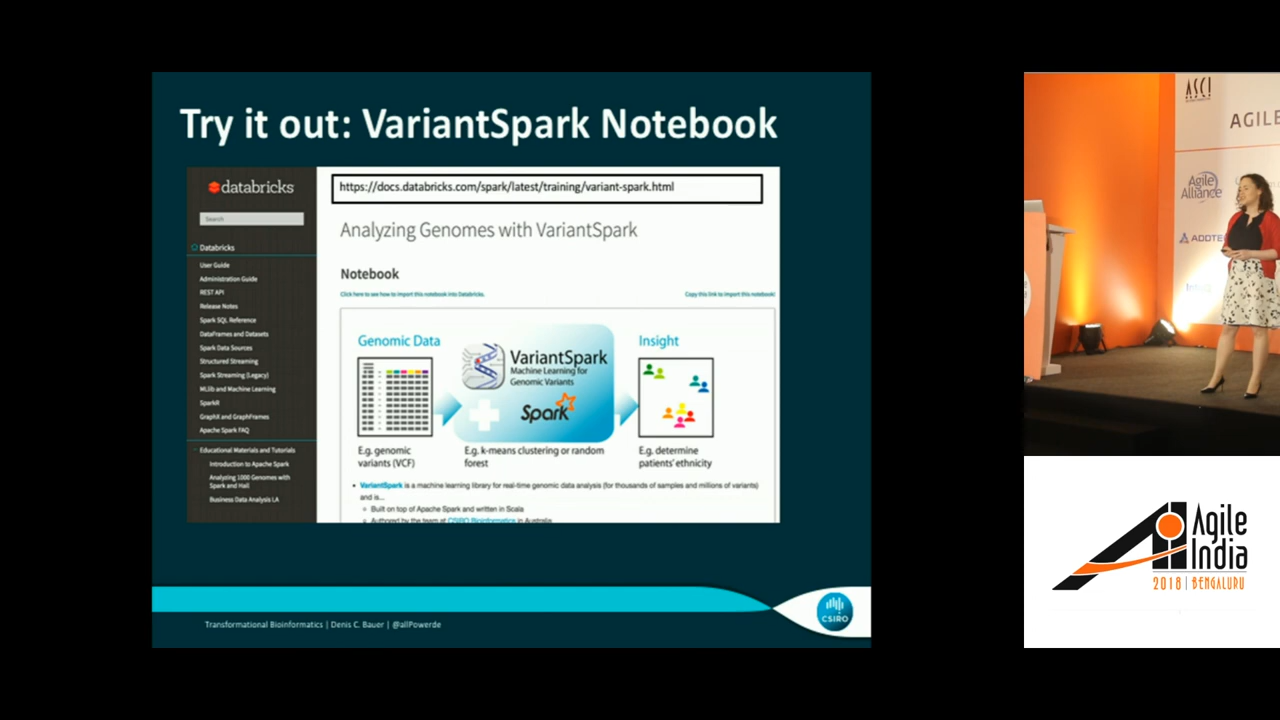 Try it out: VariantSpark Notebook
databricks
Search
Databricks
User Guide
Administration Guide
REST API
Release Notes
Spark SQL Reference
DataFrames and Datasets
Spark Data Sources
Structured Streaming
Spark Streaming (Legacy)
MLlib and Machine Learning
SparkR
GraphX and GraphFrames
Apache Spark FAQ
Educational Materials and Tutorials
Introduction to Apache Spark
Analyzing 1000 Genomes with
Spark and Hail
Business Data Analysis LA
https://docs.databricks.com/spark/latest/training/variant-spark.html
Analyzing Genomes with VariantSpark
Notebook
Click here to see how to import this notebook into Databricks.
Copy this link to import this notebook!
Genomic Data
VariantSpark
Machine Learning for
Genomic Variants
Spark
Insight
E.g. genomic
variants (VCF)
E.g. k-means clustering or random
forest
E.g. determine
patients' ethnicity
VariantSpark is a machine learning library for real-time genomic data analysis (for thousands of samples and millions of variants)
and is...
Built on top of Apache Spark and written in Scala
Authored by the team at CSIRO Bioinformatics in Australia
Transformational Bioinformatics | Denis C. Bauer | @allPowerde
CSIRO
ASCI
AGILE
Agile
Alliance
ADDTE
Agile
India
2018 | BENGALURU